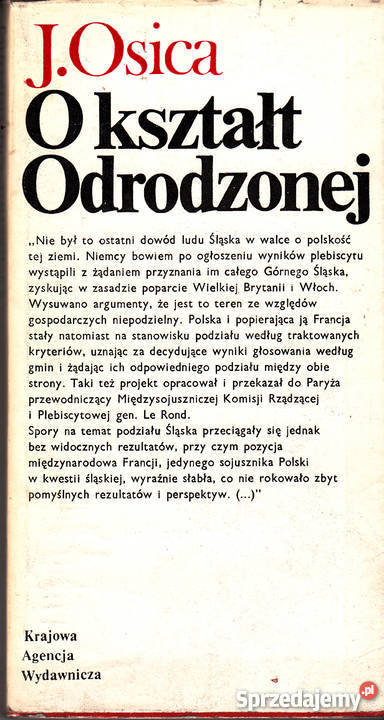 J.Osica
O kształt
Odrodzonej
„Nie był to ostatni dowód ludu Śląska w walce o polskość
tej ziemi. Niemcy bowiem po ogłoszeniu wyników plebiscytu
wystąpili z żądaniem przyznania im całego Górnego Śląska,
zyskując w zasadzie poparcie Wielkiej Brytanii i Włoch.
Wysuwano argumenty, że jest to teren ze względów
gospodarczych niepodzielny. Polska i popierająca ją Francja
stały natomiast na stanowisku podziału według traktowanych
kryteriów, uznając za decydujące wyniki głosowania według
gmin i żądając ich odpowiedniego podziału między obie
strony. Taki też projekt opracował i przekazał do Paryża
przewodniczący Międzysojuszniczej Komisji Rządzącej
i Plebiscytowej gen. Le Rond.
Spory na temat podziału Śląska przeciągały się jednak
bez widocznych rezultatów, przy czym pozycja
międzynarodowa Francji, jedynego sojusznika Polski
w kwestii śląskiej, wyraźnie słabła, co nie rokowało zbyt
pomyślnych rezultatów i perspektyw. (...)"
Krajowa
Agencja
Wydawnicza
Sprzedajemy.pl